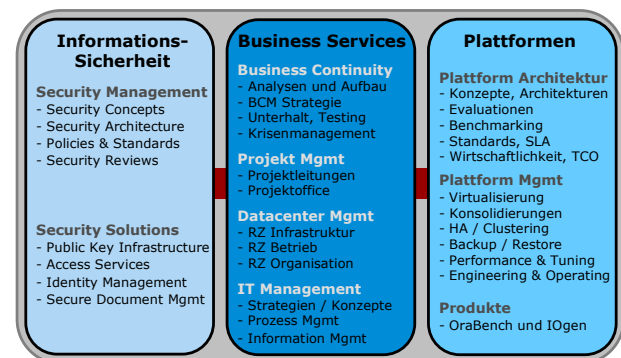 Informations-
Sicherheit
Security Management
- Security Concepts
- Security Architecture
- Policies & Standards
- Security Reviews
Security Solutions
- Public Key Infrastructure
- Access Services
- Identity Management
- Secure Document Mgmt
Business Services
Business Continuity
- Analysen und Aufbau
- BCM Strategie
- Unterhalt, Testing
- Krisenmanagement
Projekt Mgmt
- Projektleitungen
- Projektoffice
Datacenter Mgmt
- RZ Infrastruktur
- RZ Betrieb
- RZ Organisation
IT Management
- Strategien / Konzepte
- Prozess Mgmt
- Information Mgmt
Plattformen
Plattform Architektur
- Konzepte, Architekturen
- Evaluationen
- Benchmarking
- Standards, SLA
- Wirtschaftlichkeit, TCO
Plattform Mgmt
- Virtualisierung
- Konsolidierungen
- HA / Clustering
- Backup / Restore
- Performance & Tuning
- Engineering & Operating
Produkte
- OraBench und IOgen